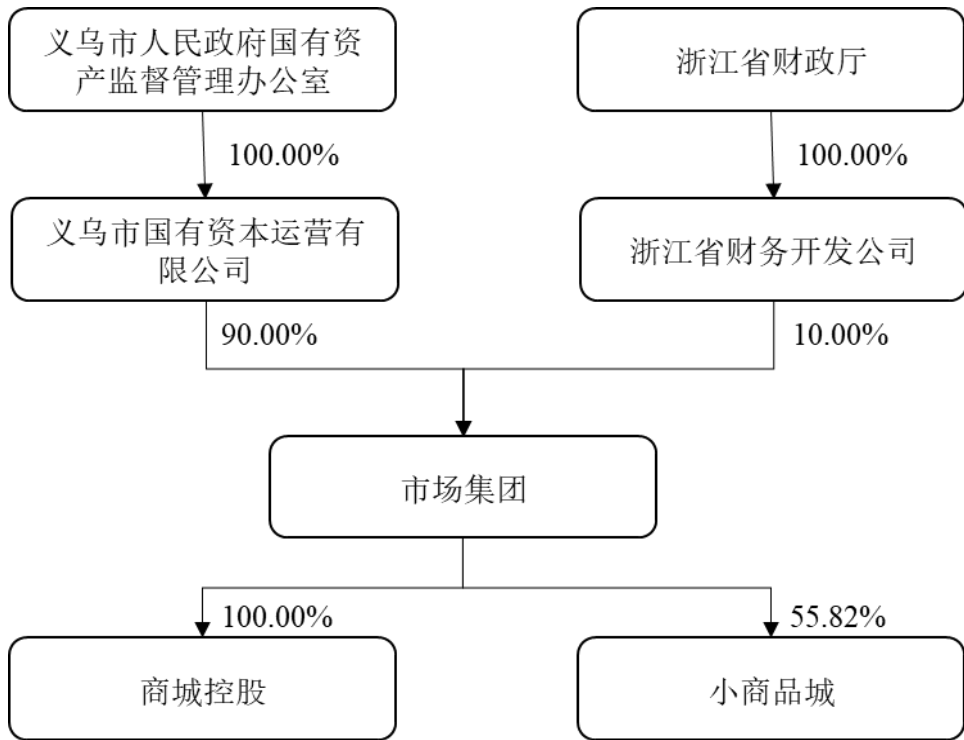 义乌市人民政府国有资
产监督管理办公室
浙江省财政厅
100.00%
100.00%
义乌市国有资本运营有
限公司
浙江省财务开发公司
90.00%
10.00%
市场集团
100.00%
55.82%
商城控股
小商品城